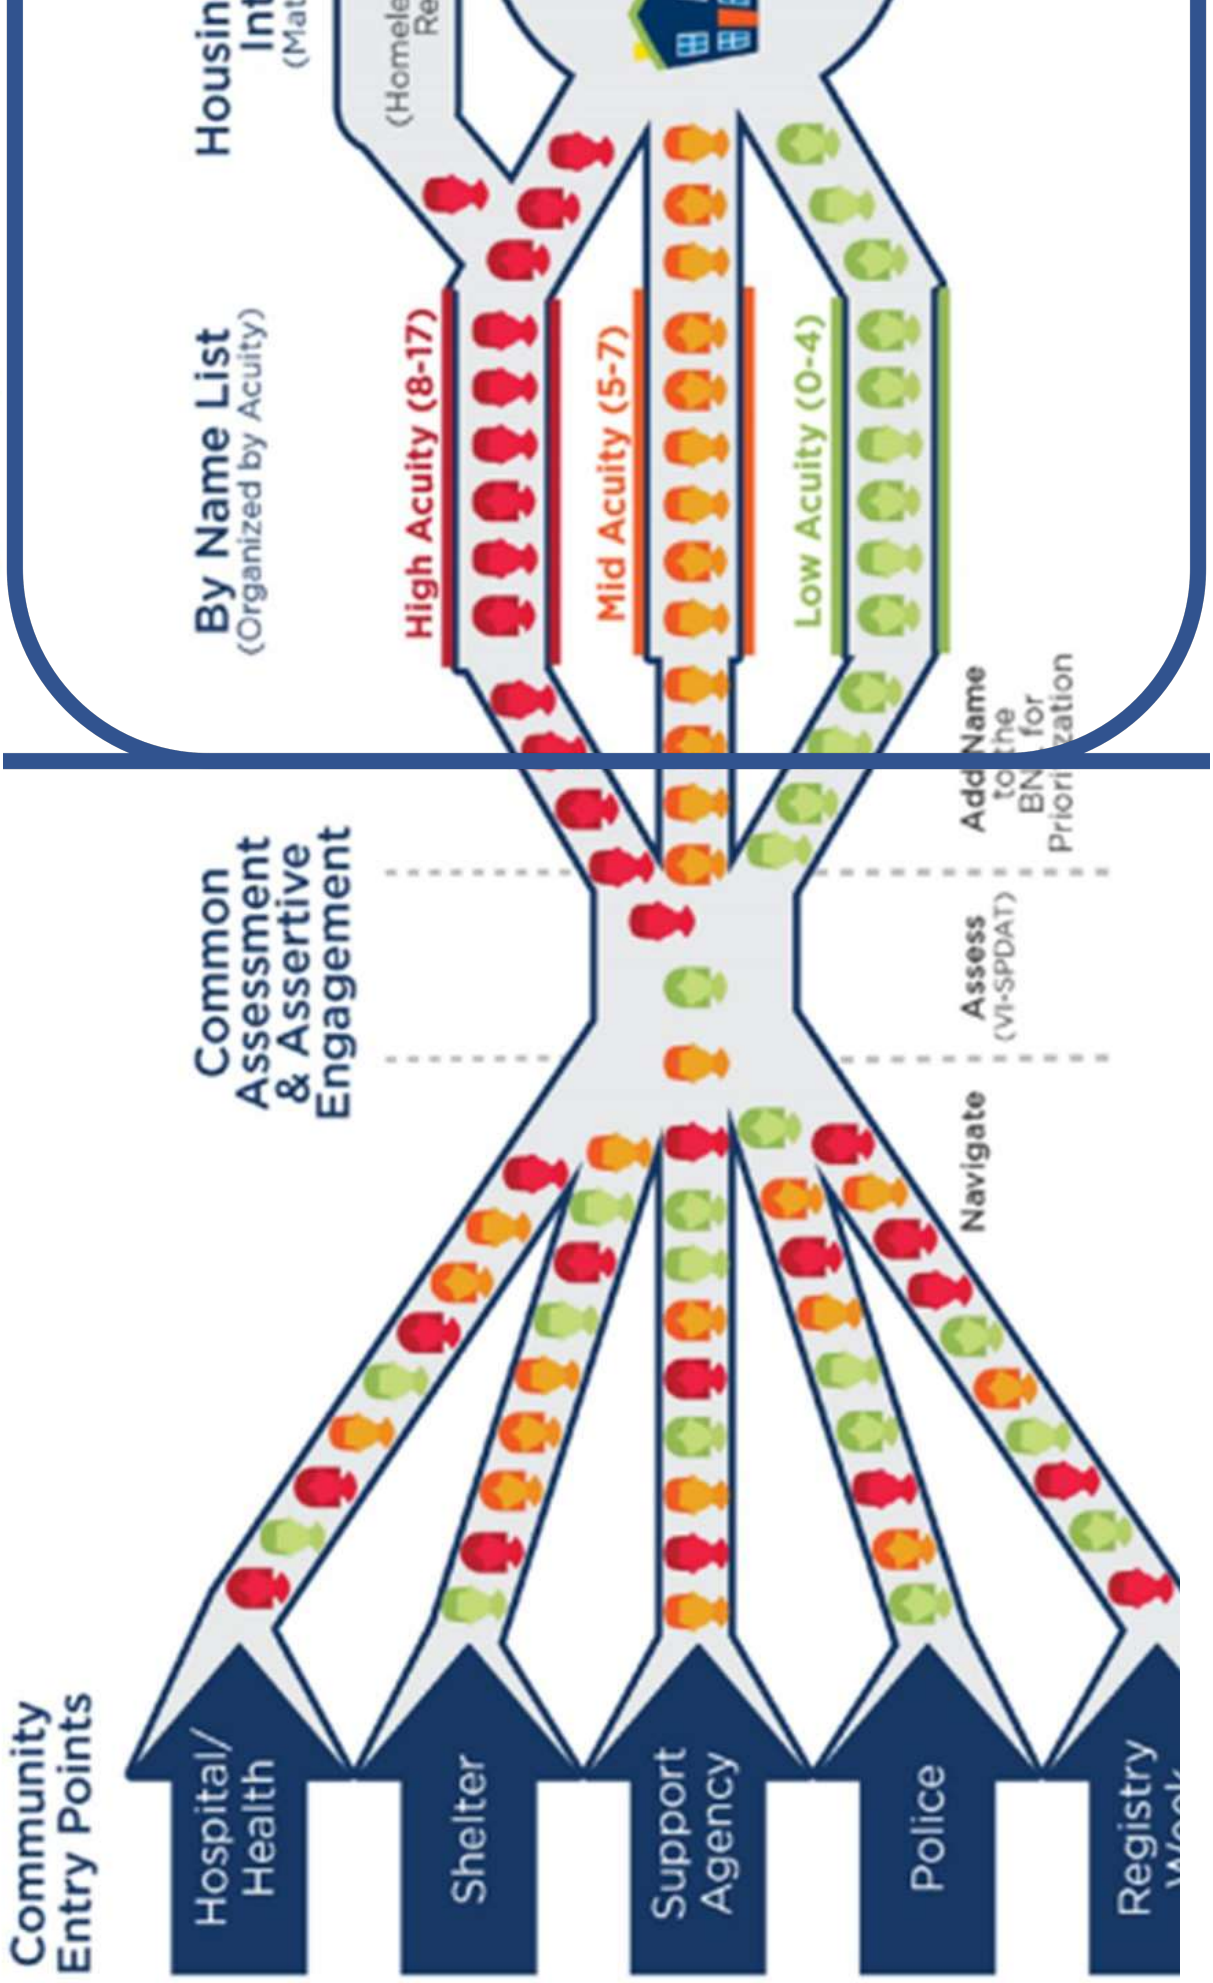 Community
Entry Points
Hospital/
Health
Shelter
Support
Agency
Police
Registry
Common
Assessment
& Assertive
Engagement
Navigate
Assess
(VI-SPDAT)
Add Name
to the
for
By Name List
(Organized by Acuity)
High Acuity (8-17)
Mid Acuity (5-7)
Low Acuity (0-4)